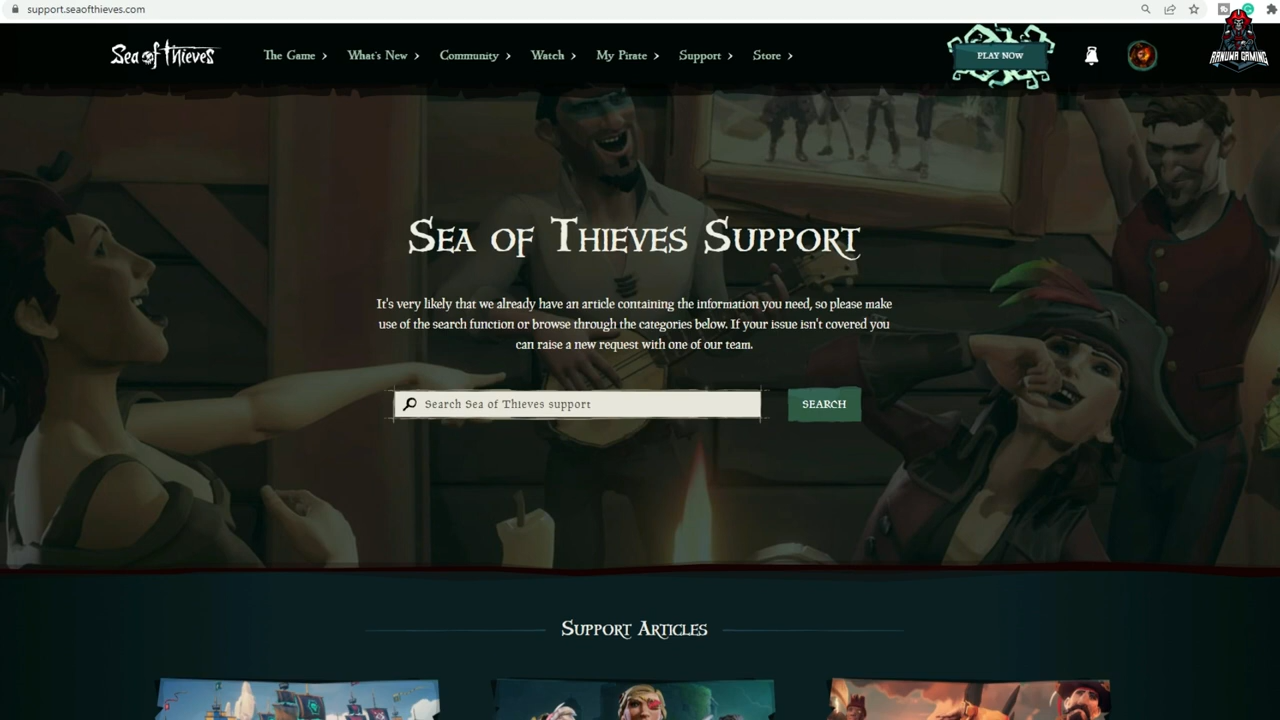 support.seaofthieves.com
Sea of Thieves
The Game
What's New
Community
Watch
My Pirate
Support
Store
PLAY NOW
RANUMA GAMING
Sea of Thieves Support
It's very likely that we already have an article containing the information you need, so please make
use of the search function or browse through the categories below. If your issue isn't covered you
can raise a new request with one of our team.
Search Sea of Thieves support
SEARCH
Support Articles